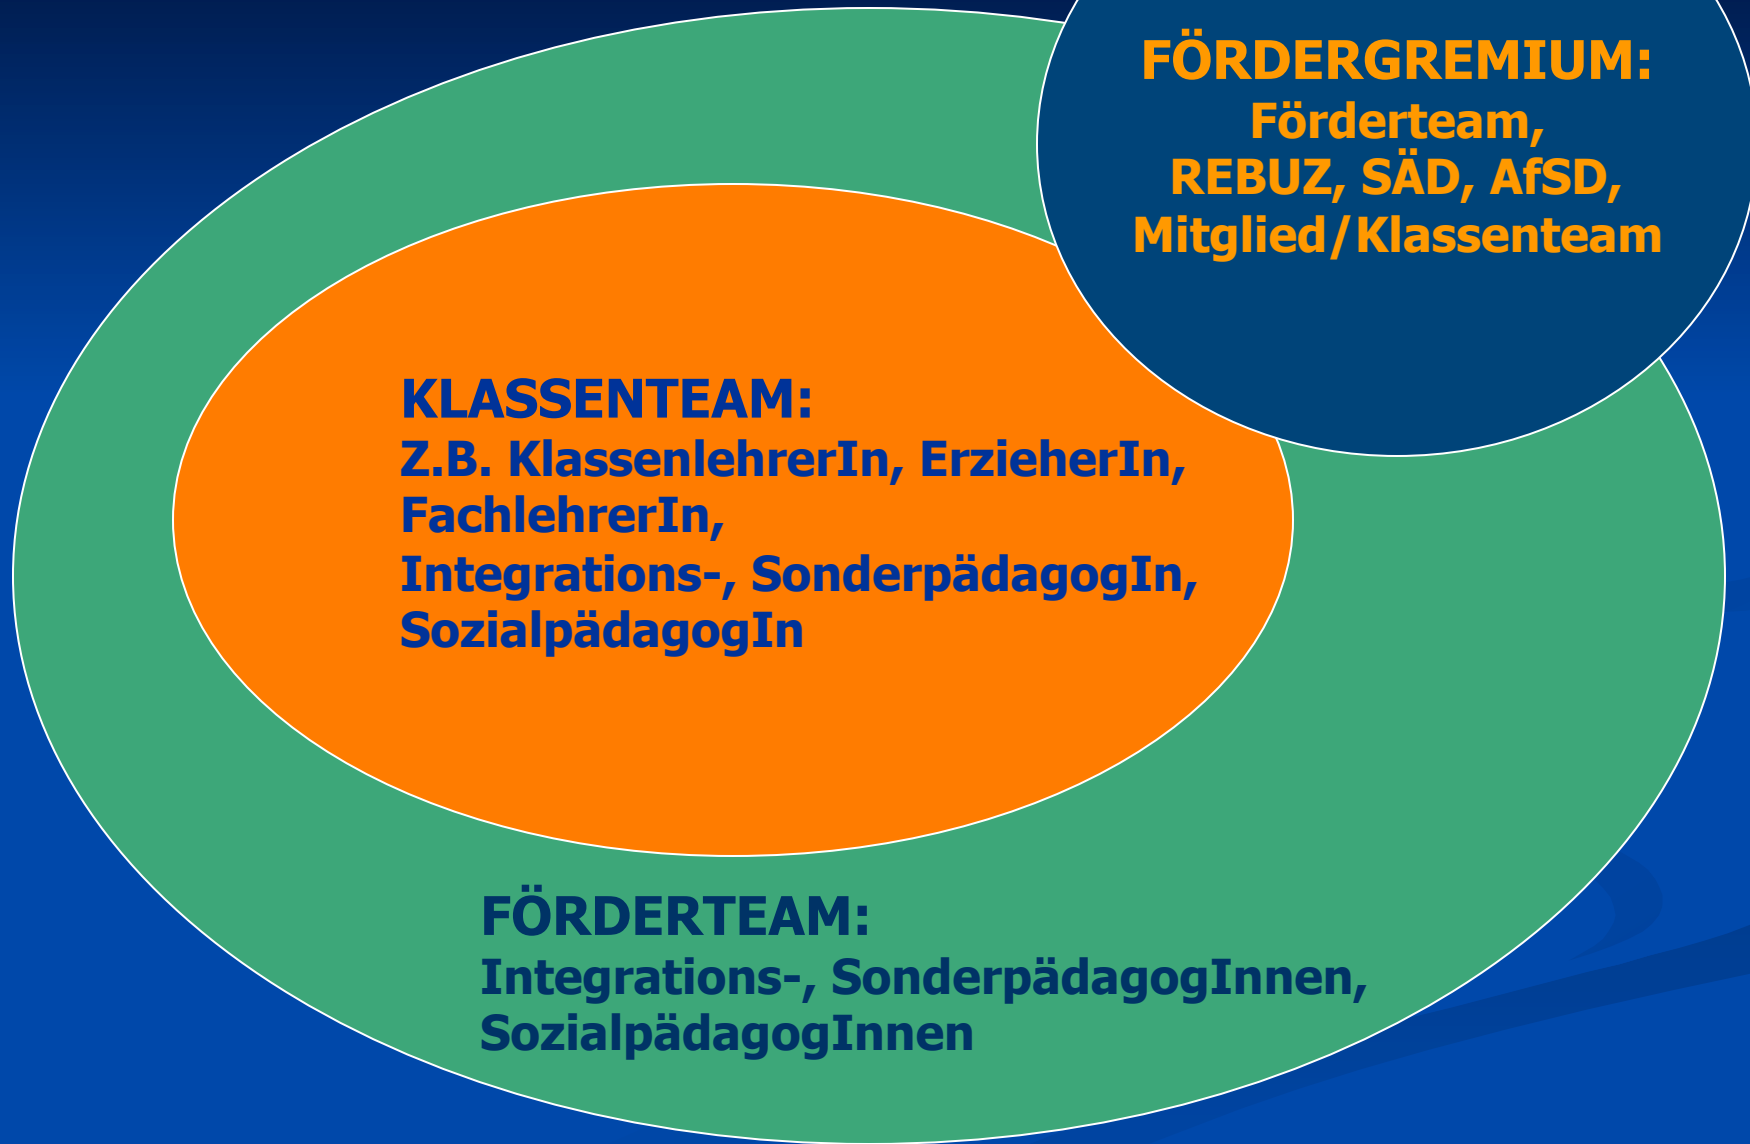 FÖRDERGREMIUM:
Förderteam,
REBUZ, SÄD, AfSD,
Mitglied/Klassenteam
KLASSENTEAM:
Z.B. KlassenlehrerIn, ErzieherIn,
FachlehrerIn,
Integrations-, SonderpädagogIn,
SozialpädagogIn
FÖRDERTEAM:
Integrations-, SonderpädagogInnen,
SozialpädagogInnen